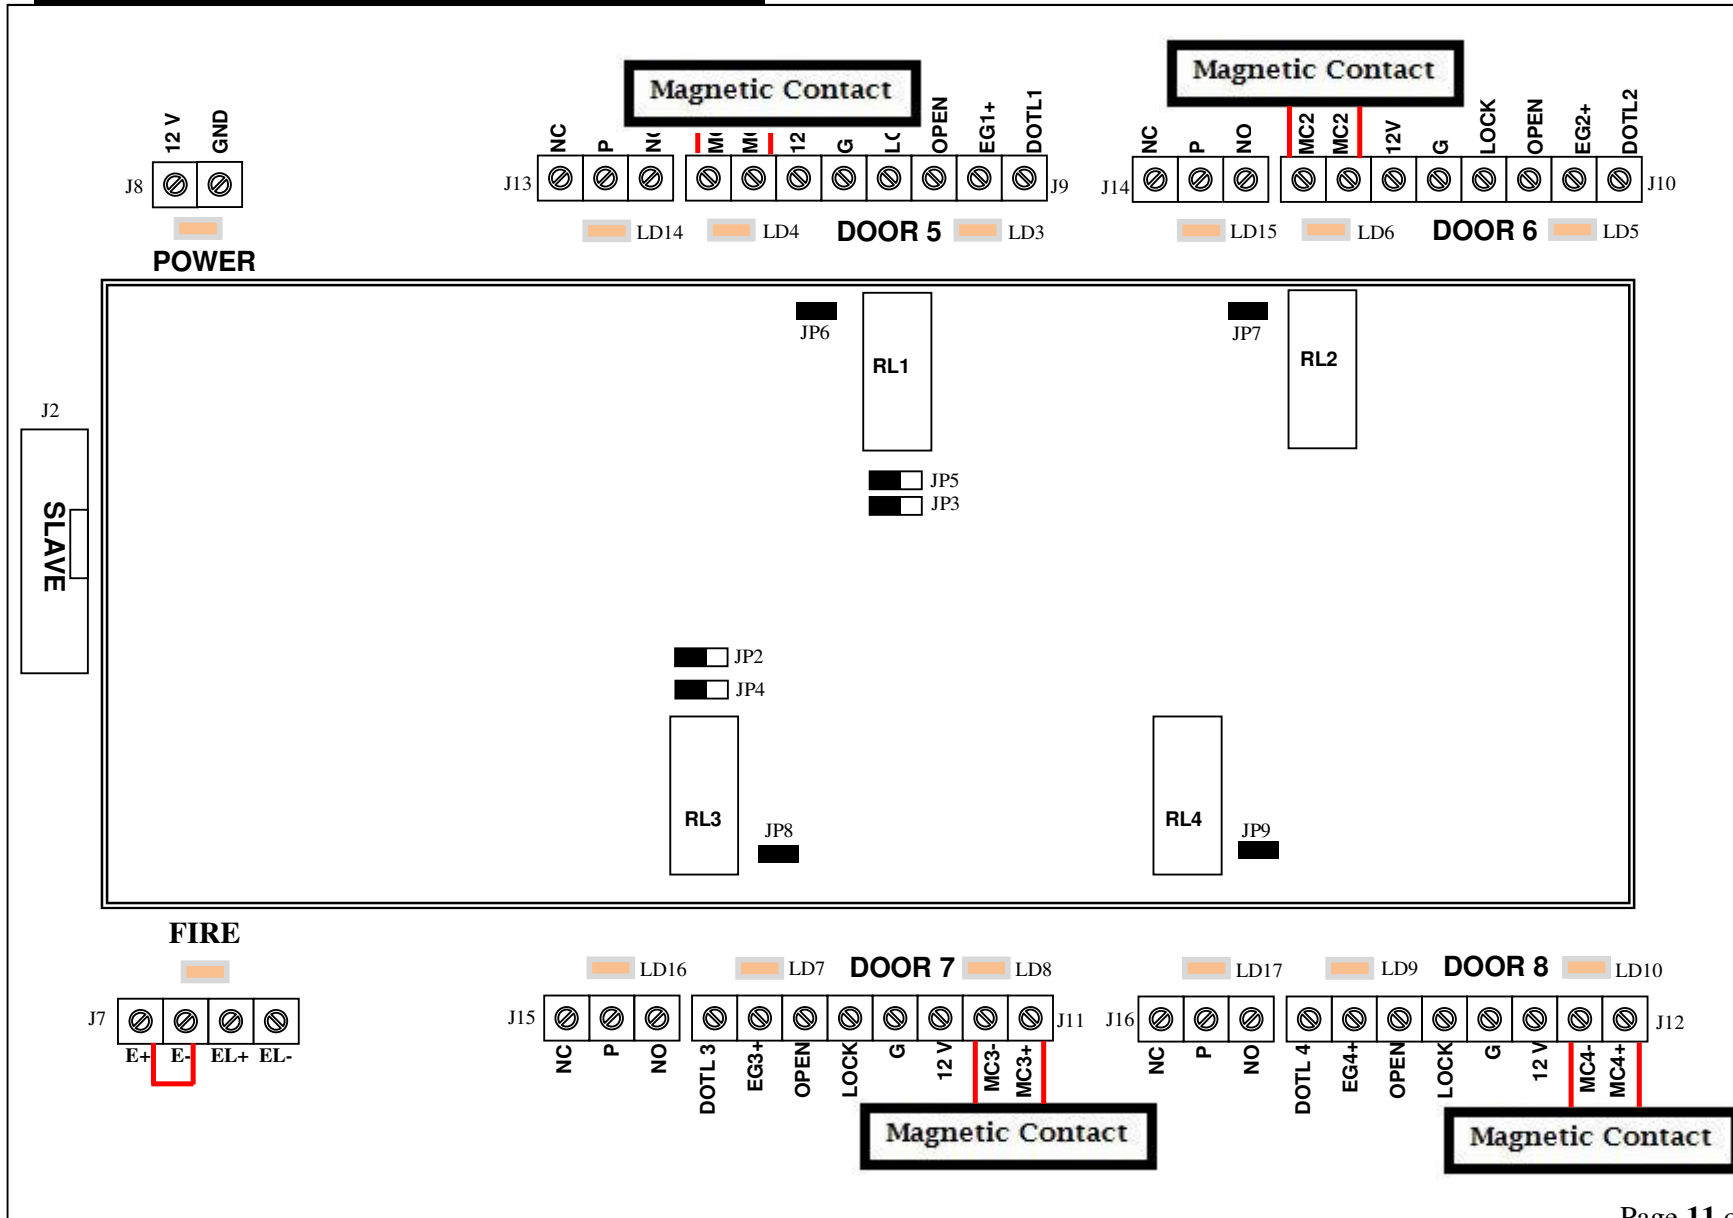 Magnetic Contact
Magnetic Contact
12 V
GND
NC
P
12
G
OPEN
EG1+
DOTL1
NC
P
NO
MC2
MC2
12V
G
LOCK
OPEN
EG2+
DOTL2
J8
J13
J9
J14
J10
LD14
LD4
DOOR 5
LD3
LD15
LD6
DOOR 6
LD5
POWER
JP6
RL1
JP7
RL2
J2
SLAVE
JP5
JP3
JP2
JP4
RL3
JP8
RL4
JP9
FIRE
LD16
LD7
DOOR 7
LD8
LD17
LD9
DOOR 8
LD10
J7
J15
J11
J16
J12
E+ E- EL+ EL-
NC
P
NO
DOTL 3
EG3+
OPEN
LOCK
G
12 V
MC3-
MC3+
NC
P
NO
DOTL 4
EG4+
OPEN
LOCK
G
12 V
MC4-
MC4+
Magnetic Contact
Magnetic Contact
Page 11